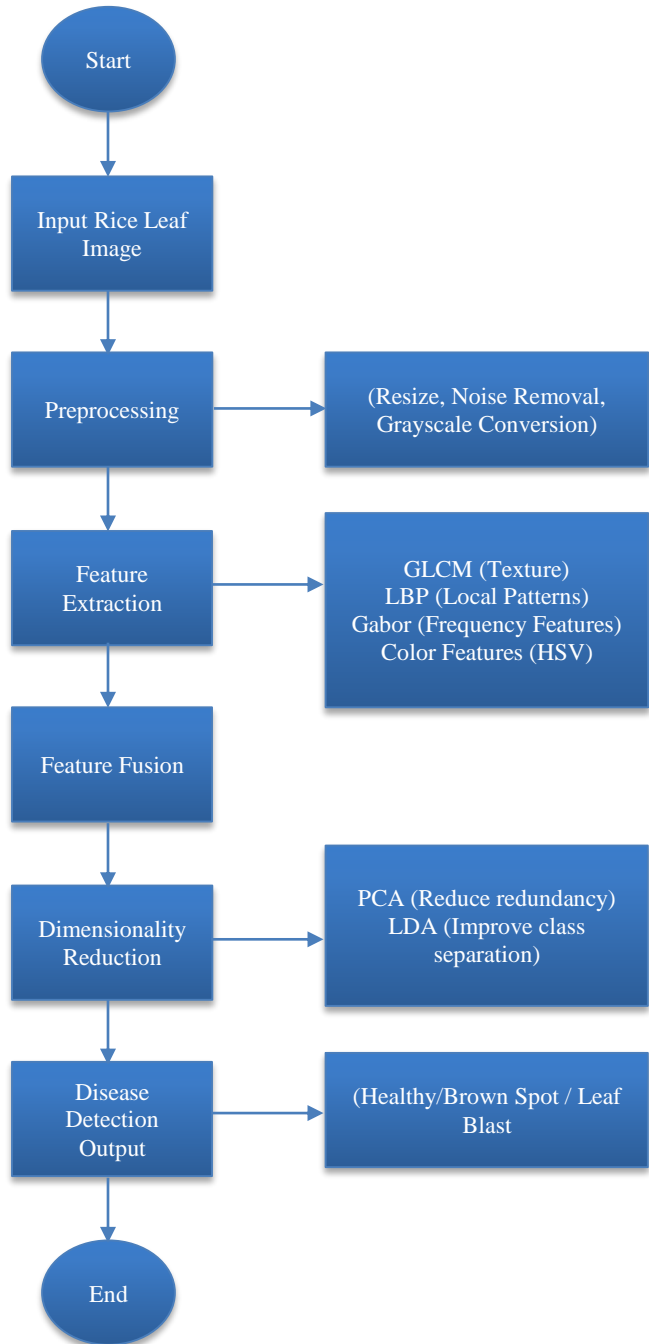 Start
Input Rice Leaf
Image
Preprocessing
(Resize, Noise Removal,
Grayscale Conversion)
Feature
Extraction
GLCM (Texture)
LBP (Local Patterns)
Gabor (Frequency Features)
Color Features (HSV)
Feature Fusion
Dimensionality
Reduction
PCA (Reduce redundancy)
LDA (Improve class
separation)
Disease
Detection
Output
(Healthy/Brown Spot / Leaf
Blast
End